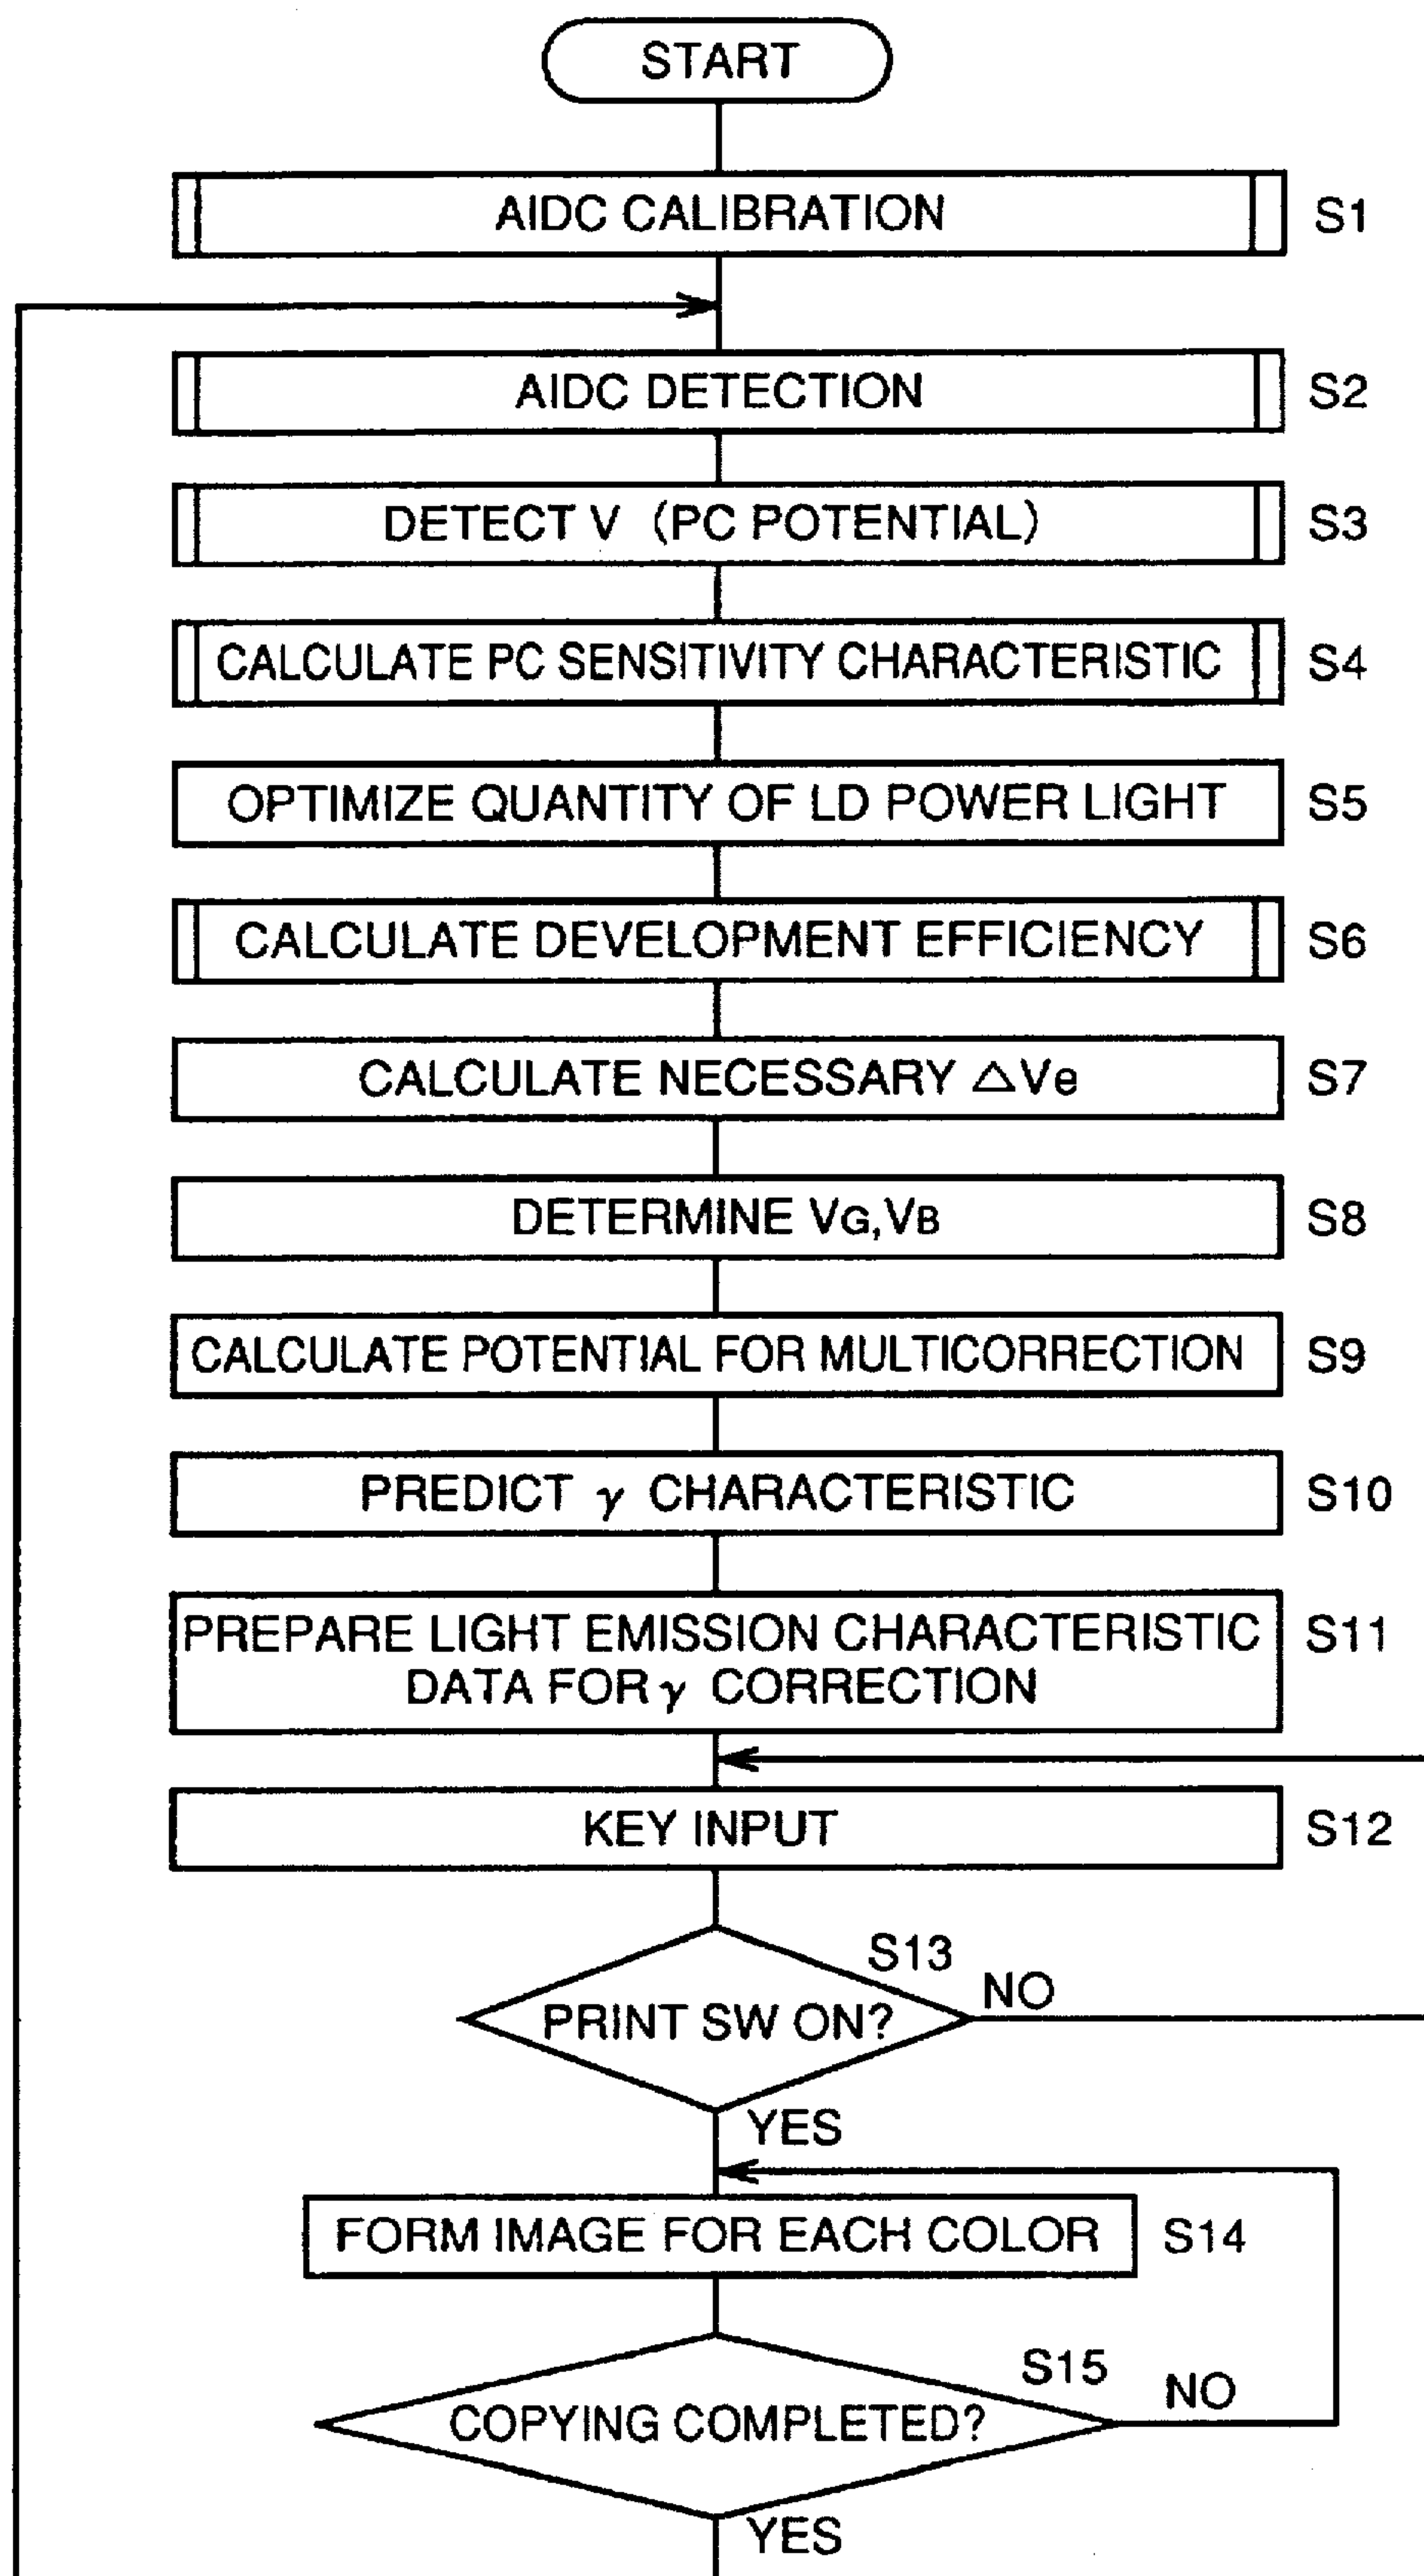 START
AIDC CALIBRATION S1
AIDC DETECTION S2
DETECT V (PC POTENTIAL) S3
CALCULATE PC SENSITIVITY CHARACTERISTIC S4
OPTIMIZE QUANTITY OF LD POWER LIGHT S5
CALCULATE DEVELOPMENT EFFICIENCY S6
CALCULATE NECESSARY △Ve S7
DETERMINE VG,VB S8
CALCULATE POTENTIAL FOR MULTICORRECTION S9
PREDICT γ CHARACTERISTIC S10
PREPARE LIGHT EMISSION CHARACTERISTIC S11
DATA FOR γ CORRECTION
KEY INPUT S12
S13
NO
PRINT SW ON?
YES
FORM IMAGE FOR EACH COLOR S14
S15
NO
COPYING COMPLETED?
YES